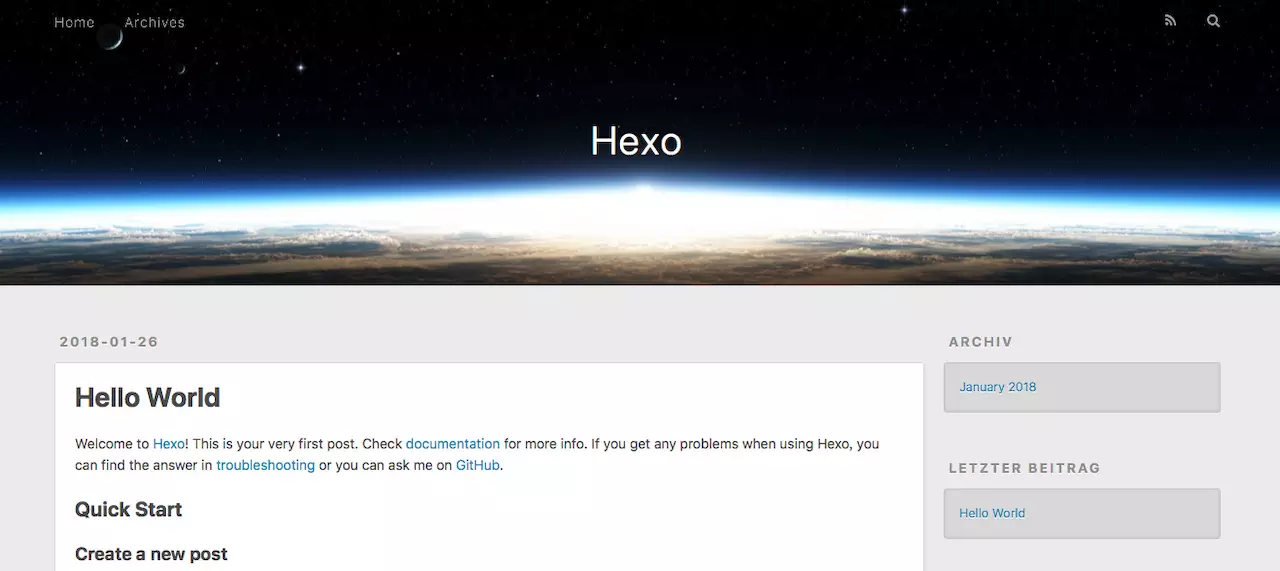 Home Archives
Hexo
2018-01-26
Hello World
Welcome to Hexo! This is your very first post. Check documentation for more info. If you get any problems when using Hexo, you
can find the answer in troubleshooting or you can ask me on GitHub.
Quick Start
Create a new post
ARCHIV
January 2018
LETZTER BEITRAG
Hello World